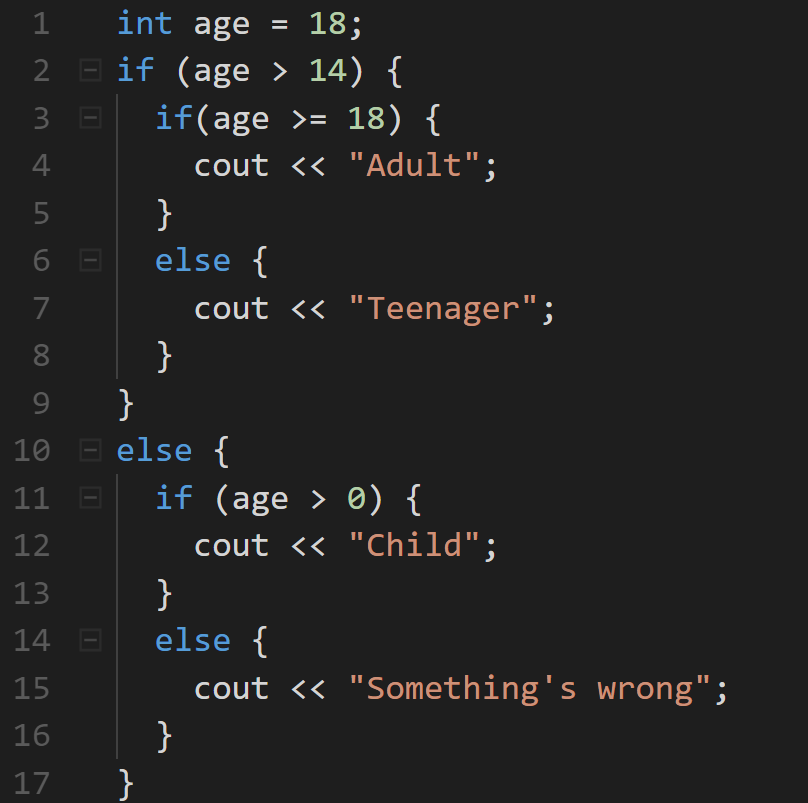 1 int age = 18;
2 if (age > 14) {
3   if(age >= 18) {
4     cout << "Adult";
5   }
6   else {
7     cout << "Teenager";
8   }
9 }
10 else {
11   if (age > 0) {
12     cout << "Child";
13   }
14   else {
15     cout << "Something's wrong";
16   }
17 }